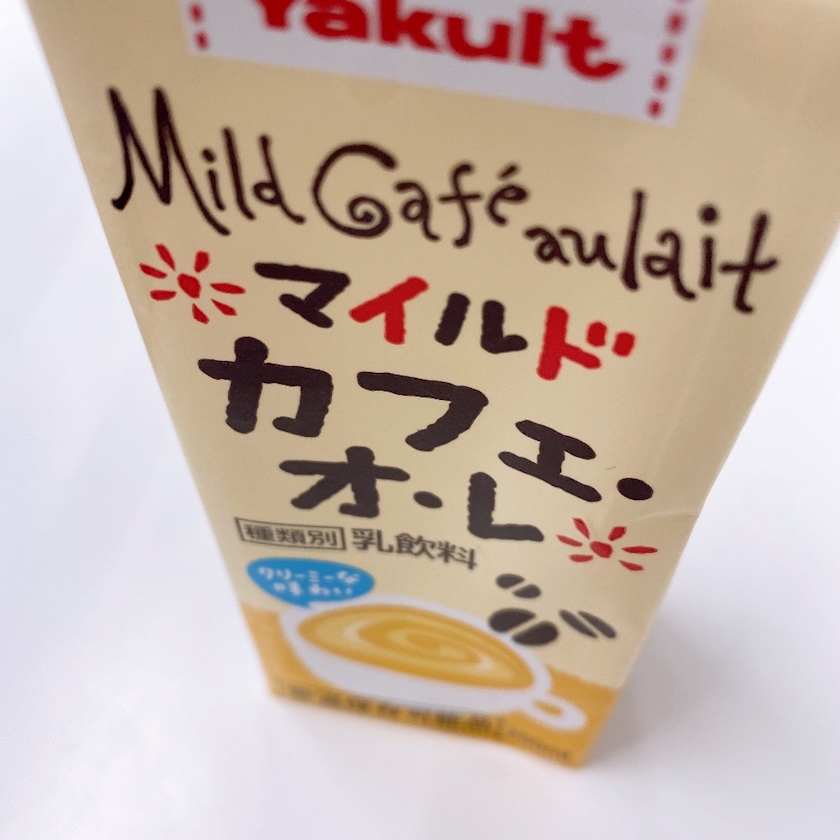 Yakult
Mild Café au lait
マイルド
カフェ・
オ・レ
種類別 乳飲料
クリーミーな
味わい